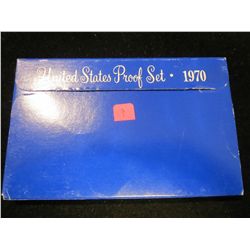 United States Proof Set · 1970